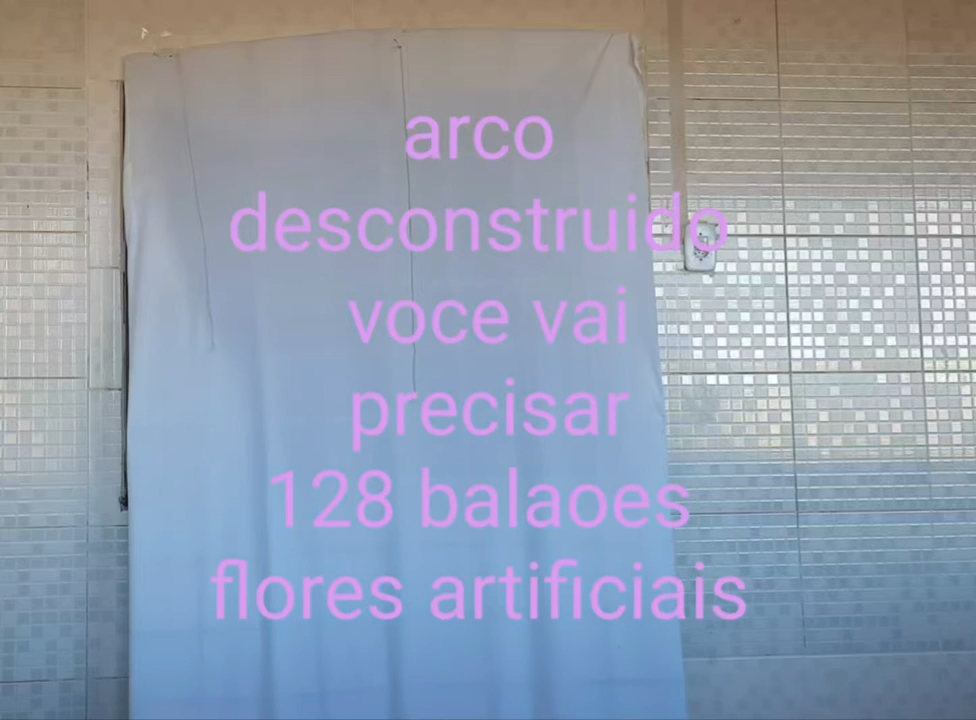 arco
desconstruido
voce vai
precisar
128 balaoes
flores artificiais